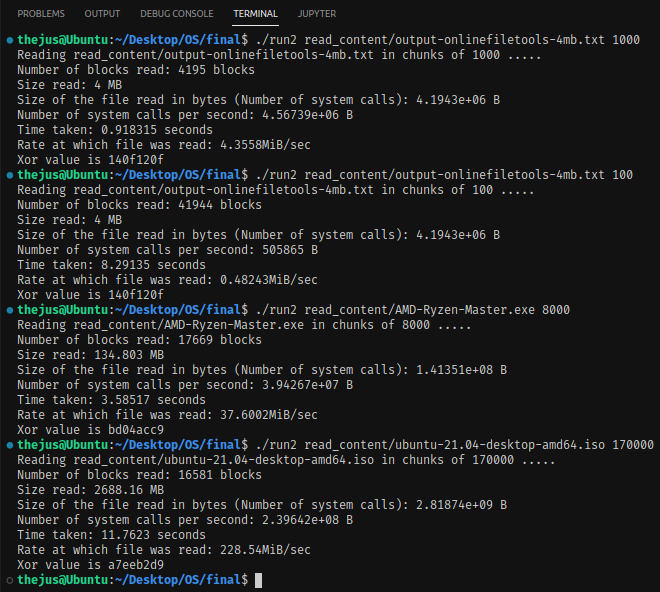 PROBLEMS OUTPUT DEBUG CONSOLE TERMINAL JUPYTER
thejus@Ubuntu:~/Desktop/OS/final$ ./run2 read_content/output-onlinefiletools-4mb.txt 1000
Reading read_content/output-onlinefiletools-4mb.txt in chunks of 1000 .....
Number of blocks read: 4195 blocks
Size read: 4 MB
Size of the file read in bytes (Number of system calls): 4.1943e+06 B
Number of system calls per second: 4.56739e+06 B
Time taken: 0.918315 seconds
Rate at which file was read: 4.3558MiB/sec
Xor value is 140f120f
thejus@Ubuntu:~/Desktop/OS/final$ ./run2 read_content/output-onlinefiletools-4mb.txt 100
Reading read_content/output-onlinefiletools-4mb.txt in chunks of 100 .....
Number of blocks read: 41944 blocks
Size read: 4 MB
Size of the file read in bytes (Number of system calls): 4.1943e+06 B
Number of system calls per second: 505865 B
Time taken: 8.29135 seconds
Rate at which file was read: 0.48243MiB/sec
Xor value is 140f120f
thejus@Ubuntu:~/Desktop/OS/final$ ./run2 read_content/AMD-Ryzen-Master.exe 8000
Reading read_content/AMD-Ryzen-Master.exe in chunks of 8000 .....
Number of blocks read: 17669 blocks
Size read: 134.803 MB
Size of the file read in bytes (Number of system calls): 1.41351e+08 B
Number of system calls per second: 3.94267e+07 B
Time taken: 3.58517 seconds
Rate at which file was read: 37.6002MiB/sec
Xor value is bd04acc9
thejus@Ubuntu:~/Desktop/OS/final$ ./run2 read_content/ubuntu-21.04-desktop-amd64.iso 170000
Reading read_content/ubuntu-21.04-desktop-amd64.iso in chunks of 170000 .....
Number of blocks read: 16581 blocks
Size read: 2688.16 MB
Size of the file read in bytes (Number of system calls): 2.81874e+09 B
Number of system calls per second: 2.39642e+08 B
Time taken: 11.7623 seconds
Rate at which file was read: 228.54MiB/sec
Xor value is a7eeb2d9
thejus@Ubuntu:~/Desktop/OS/final$